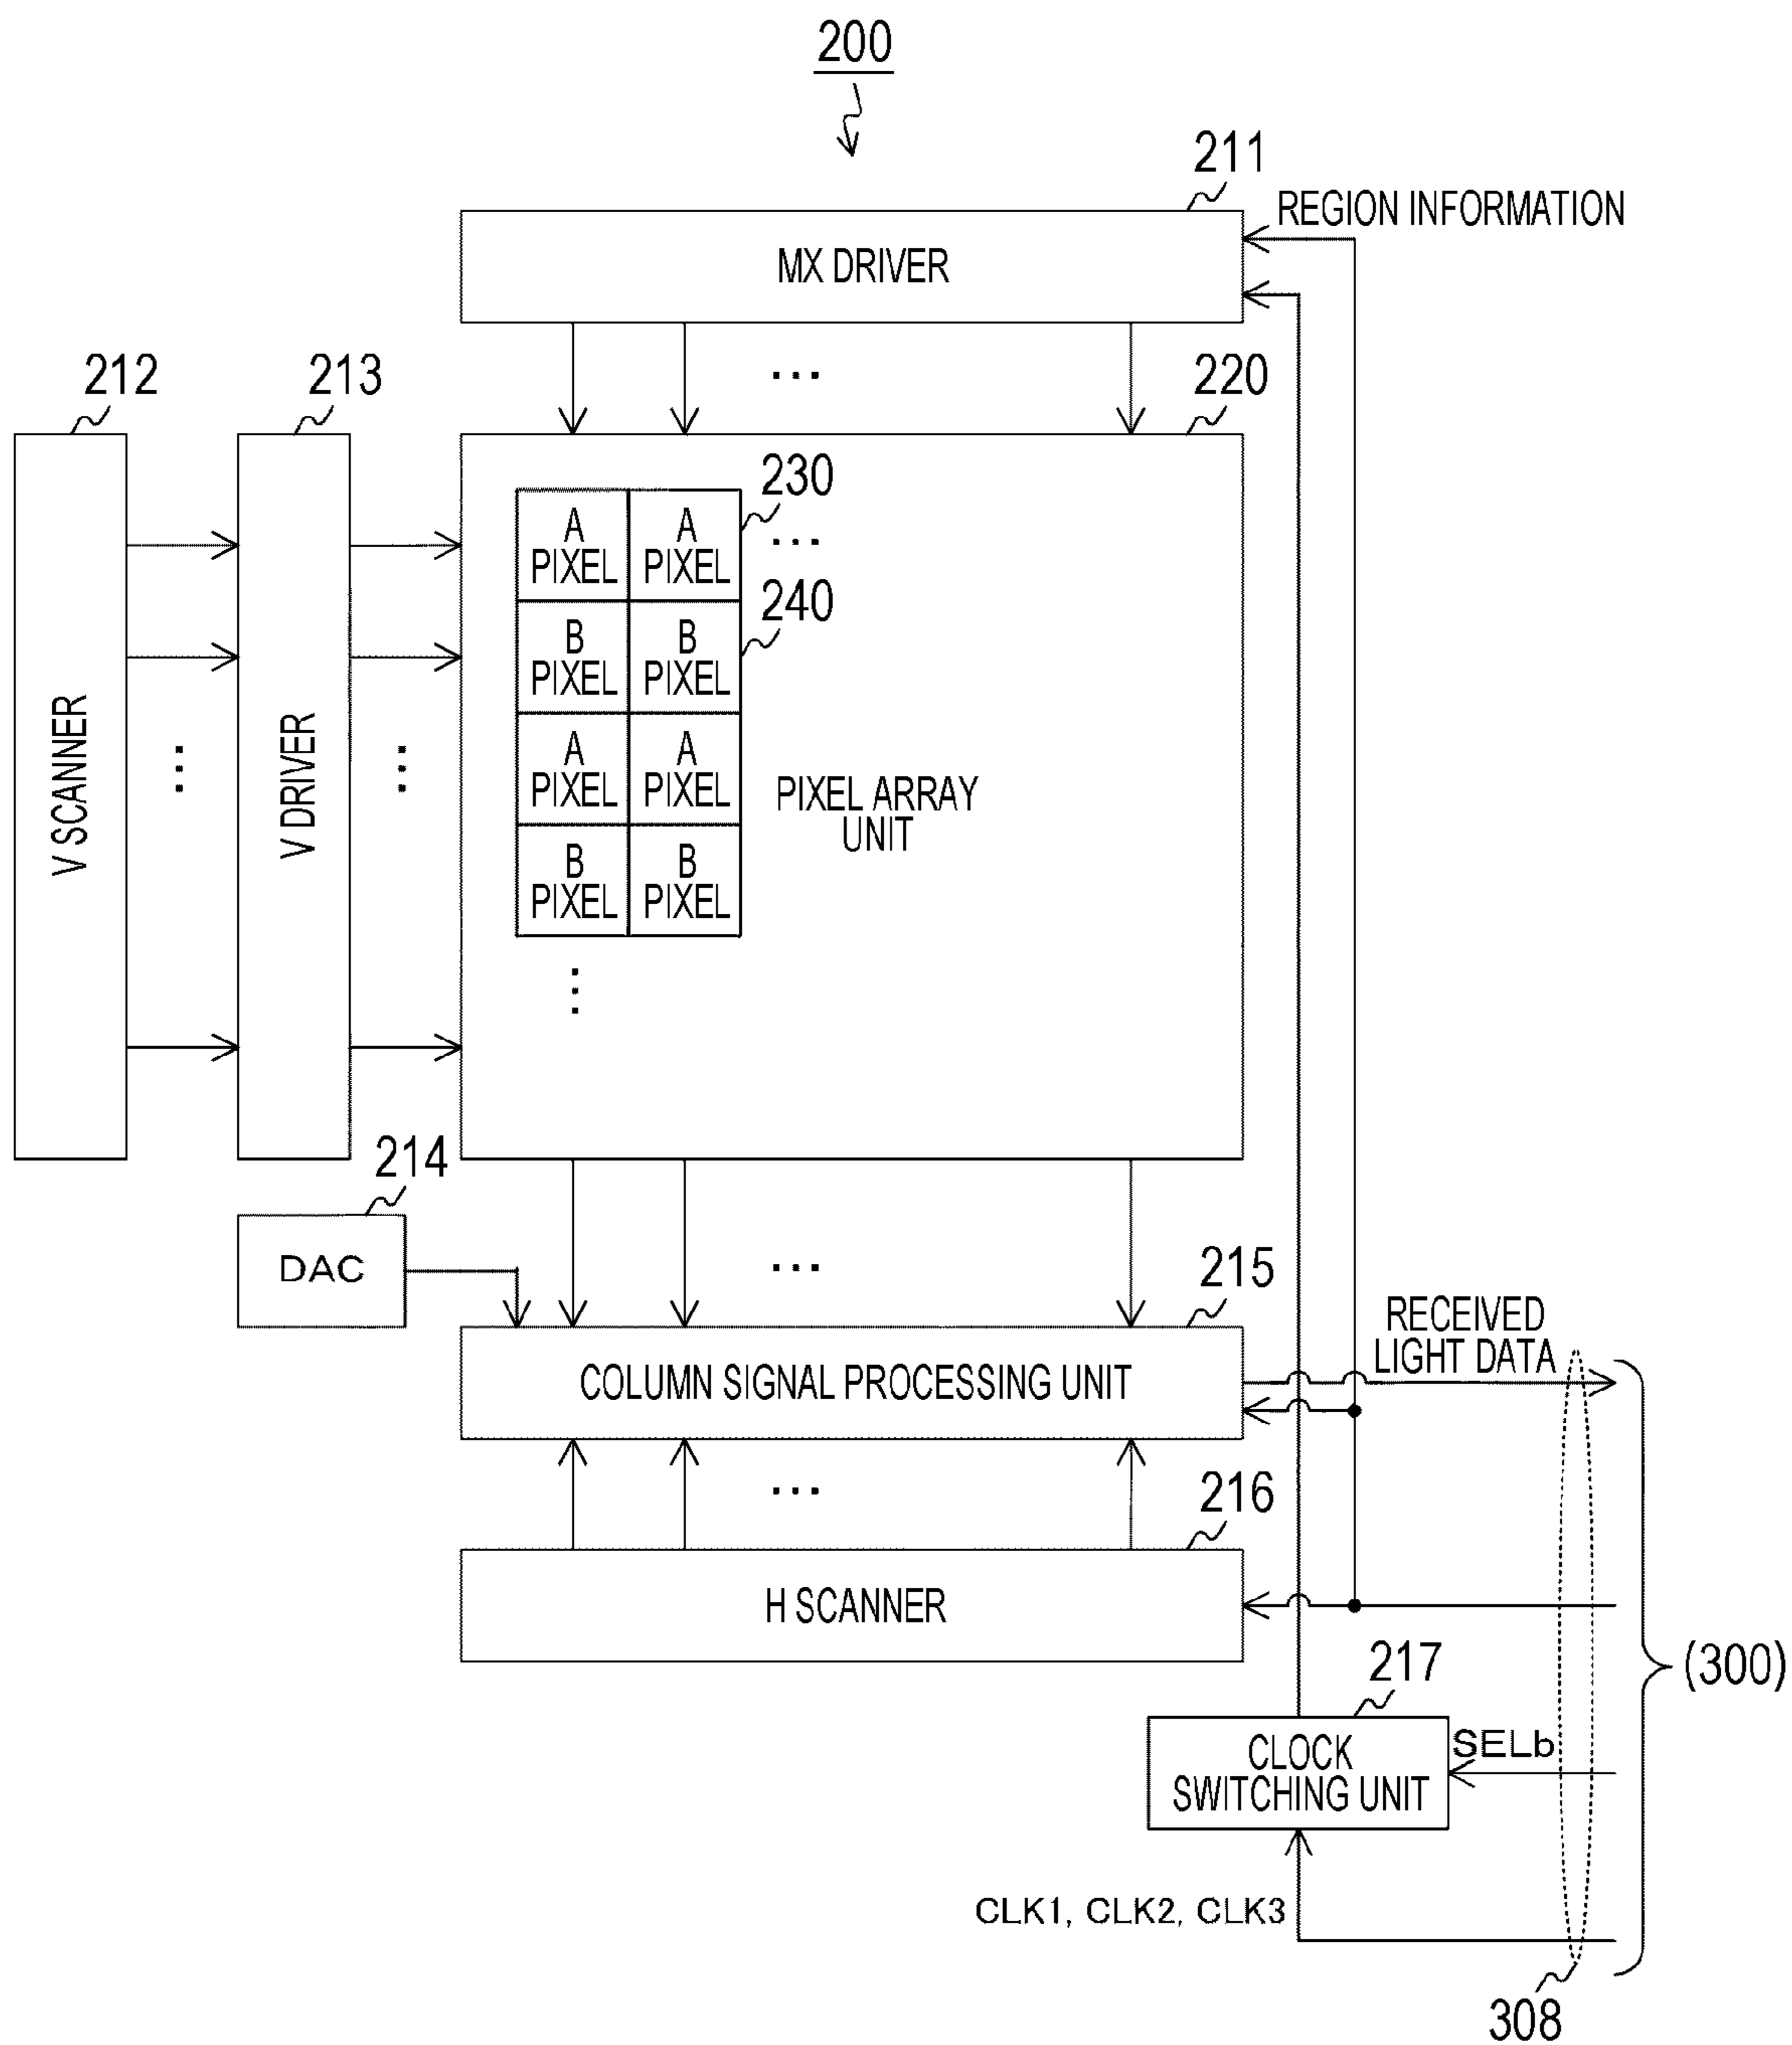 200
211
REGION INFORMATION
MX DRIVER
212
213
...
220
V SCANNER
V DRIVER
230
A PIXEL
A PIXEL
...
240
B PIXEL
B PIXEL
A PIXEL
A PIXEL
PIXEL ARRAY
UNIT
B PIXEL
B PIXEL
214
DAC
...
215
RECEIVED
LIGHT DATA
COLUMN SIGNAL PROCESSING UNIT
...
216
H SCANNER
(300)
217
CLOCK
SWITCHING UNIT
SELb
CLK1, CLK2, CLK3
308